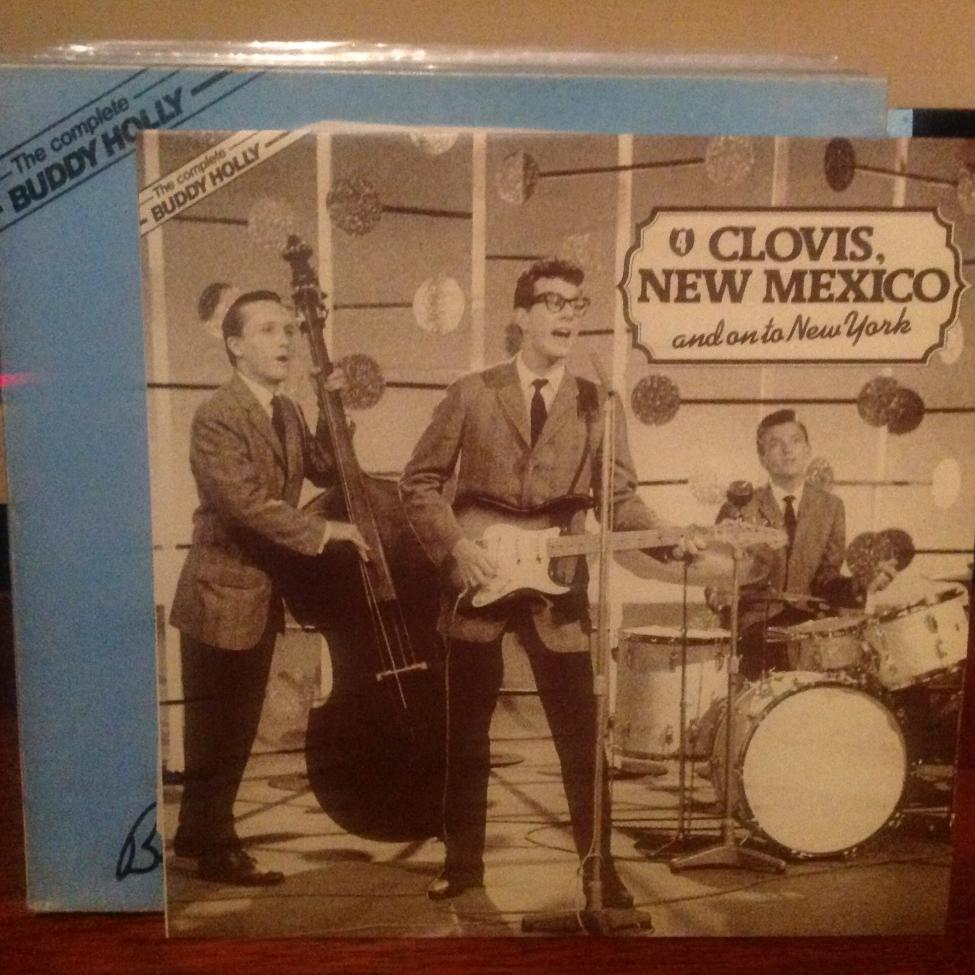 The complete
BUDDY HOLLY
The complete
BUDDY HOLLY
4 CLOVIS,
NEW MEXICO
and on to New York
B